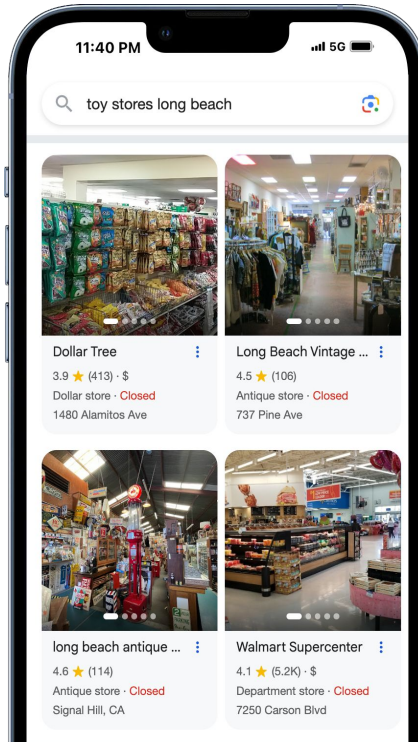 11:40 PM
5G
toy stores long beach
Dollar Tree
3.9 (413) · $
Dollar store · Closed
1480 Alamitos Ave
Long Beach Vintage ...
4.5 (106)
Antique store · Closed
737 Pine Ave
long beach antique ...
4.6 (114)
Antique store · Closed
Signal Hill, CA
Walmart Supercenter
4.1 (5.2K) · $
Department store · Closed
7250 Carson Blvd